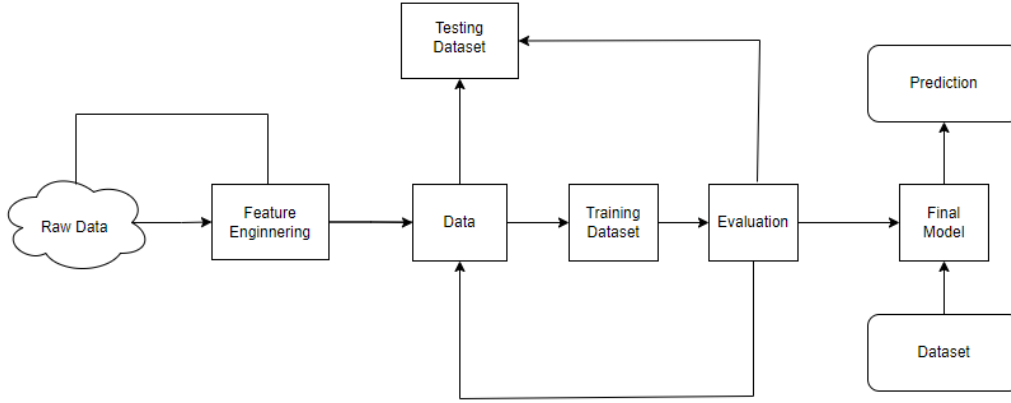 Testing
Dataset
Prediction
Raw Data
Feature
Enginnering
Data
Training
Dataset
Evaluation
Final
Model
Dataset